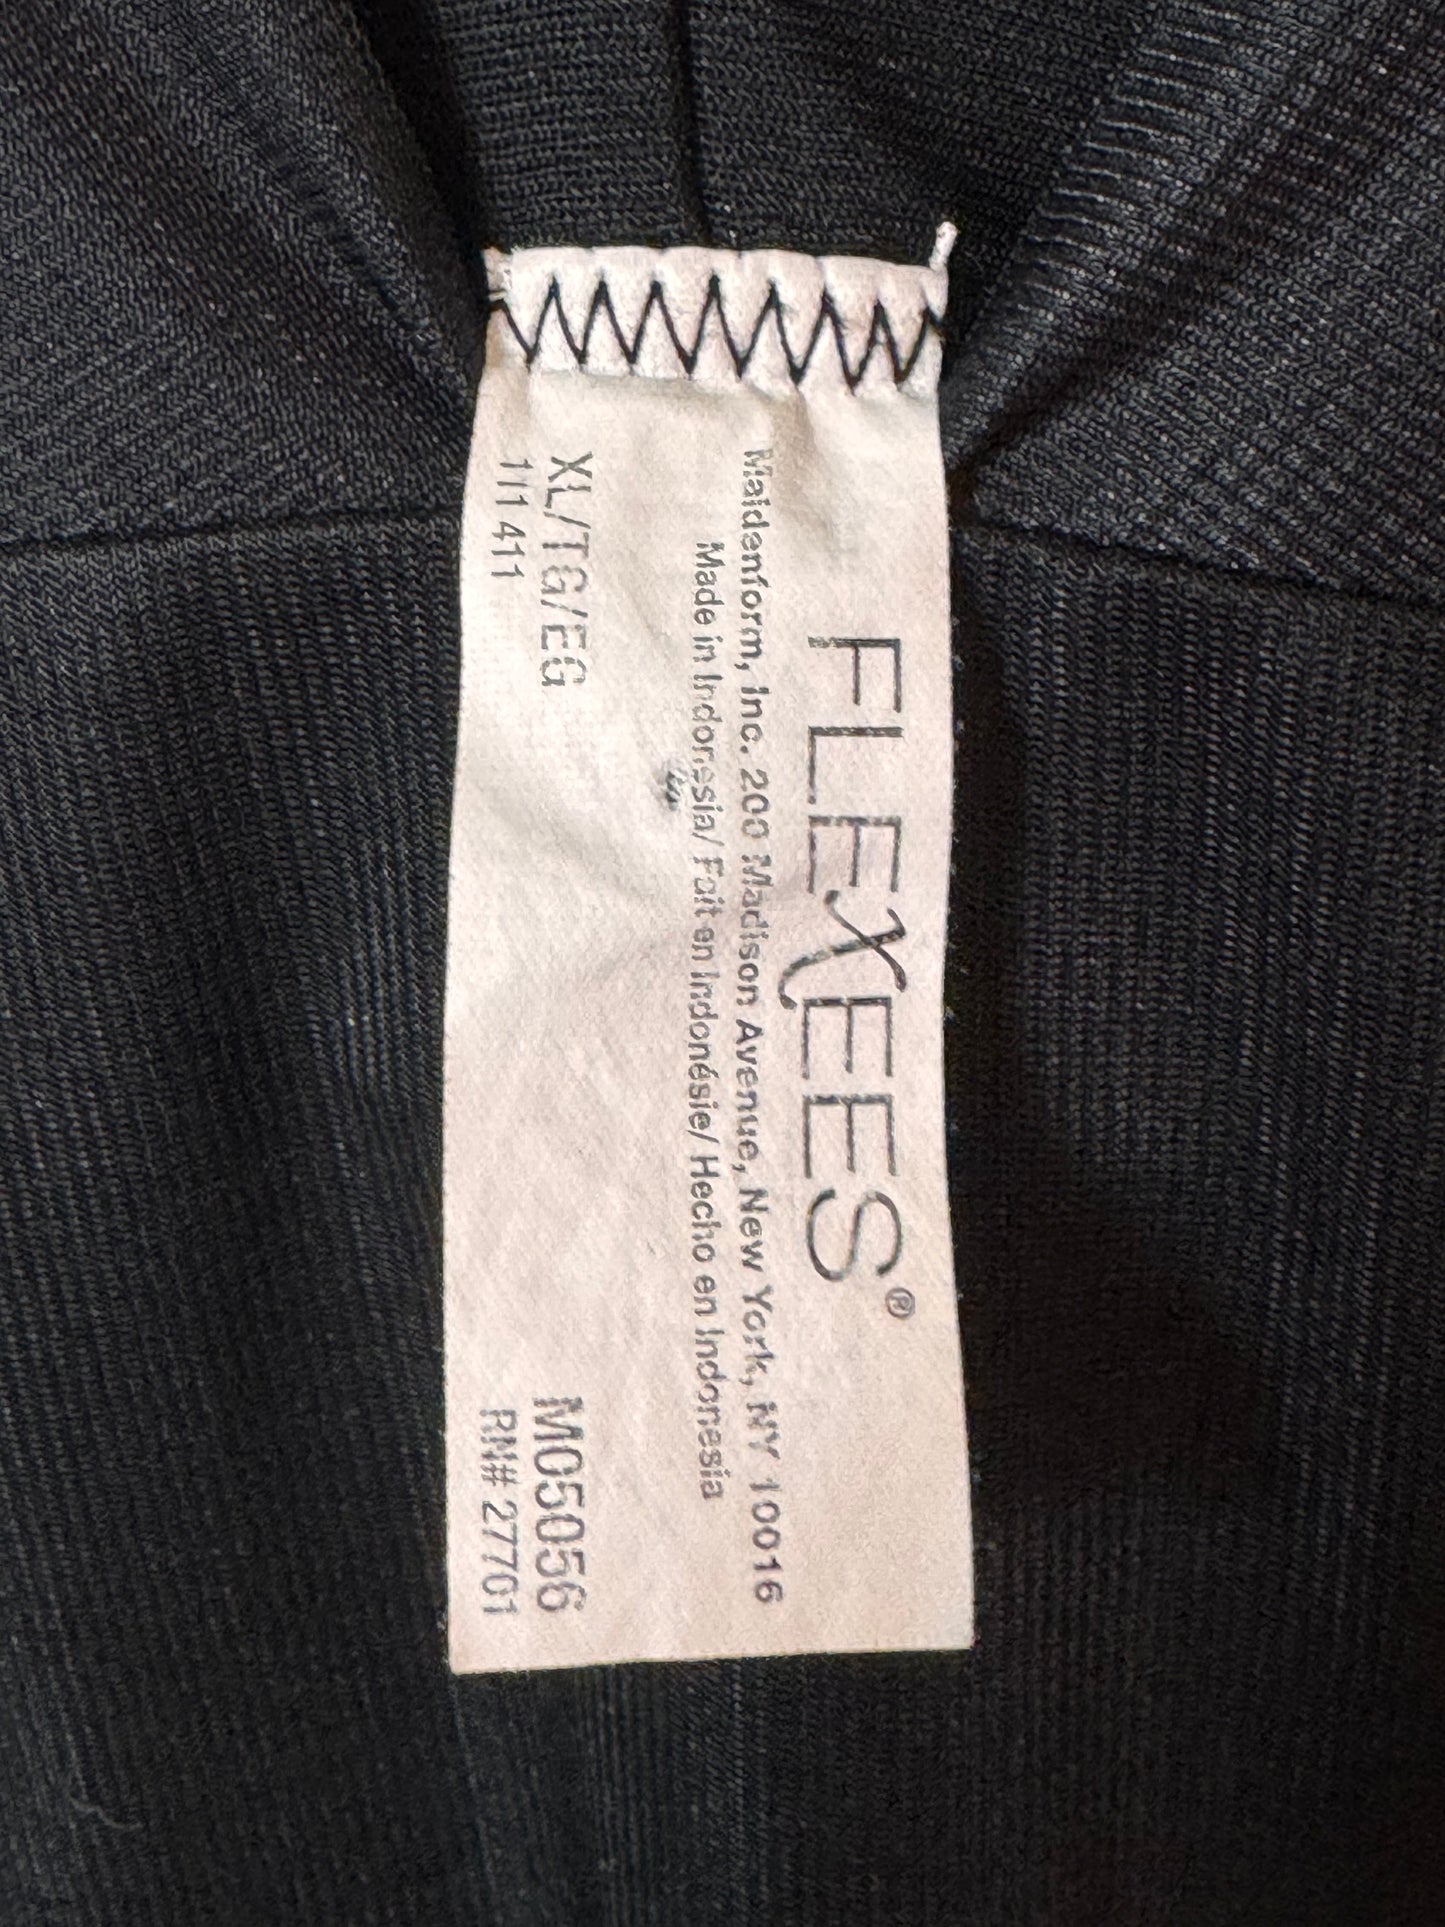 FLEXEES®
Maidenform, Inc. 200 Madison Avenue, New York, NY 10016
Made in Indonesia/ Fait en Indonésie/ Hecho en Indonesia
XL/TG/EG M05056
411 RN# 27701